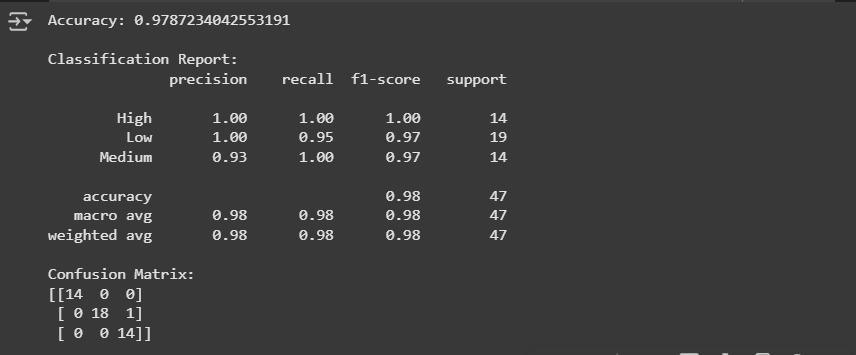 Accuracy: 0.9787234042553191
Classification Report:
precision recall f1-score support
High 1.00 1.00 1.00 14
Low 1.00 0.95 0.97 19
Medium 0.93 1.00 0.97 14
accuracy 0.98 47
macro avg 0.98 0.98 0.98 47
weighted avg 0.98 0.98 0.98 47
Confusion Matrix:
[[14 0 0]
[ 0 18 1]
[ 0 0 14]]